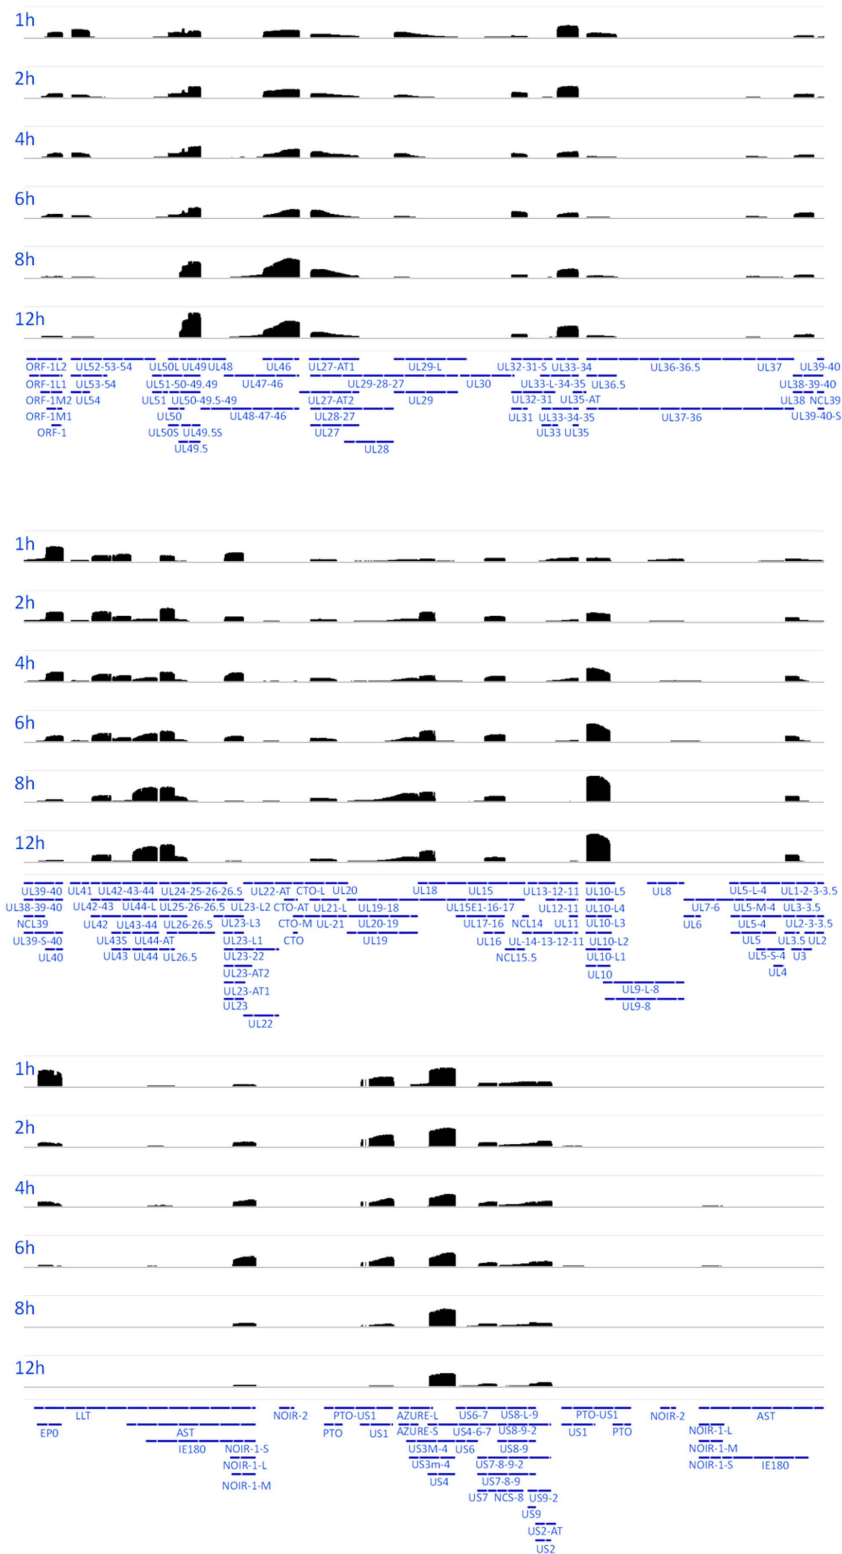 1h
2h
4h
6h
8h
12h
ORF-1L2 UL52-53-54 UL50L UL49 UL48 UL46 UL27-AT1 UL29-L UL32-31-S UL33-34 UL36-36.5 UL37 UL39-40
ORF-1L1 UL53-54 UL51-50-49.49 UL47-46 UL29-28-27 UL30 UL33-L-34-35 UL36.5 UL38-39-40
ORF-1M2 UL54 UL51 UL50-49.5-49 UL27-AT2 UL29 UL32-31 UL35-AT UL38 NCL39
ORF-1M1 UL50 UL48-47-46 UL28-27 UL31 UL33-34-35 UL37-36 UL39-40-S
ORF-1 UL50S UL49.5S UL27 UL33 UL35
UL49.5 UL28
1h
2h
4h
6h
8h
12h
UL39-40 UL41 UL42-43-44 UL24-25-26-26.5 UL22-AT CTO-L UL20 UL18 UL15 UL13-12-11 UL10-L5 UL8 UL5-L-4 UL1-2-3-3.5
UL38-39-40 UL42-43 UL44-L UL25-26-26.5 UL23-L2 CTO-AT UL21-L UL19-18 UL15E1-16-17 UL12-11 UL10-L4 UL7-6 UL5-M-4 UL3-3.5
NCL39 UL42 UL43-44 UL26-26.5 UL23-L3 CTO-M UL-21 UL20-19 UL17-16 NCL14 UL11 UL10-L3 UL6 UL5-4 UL2-3-3.5
UL39-S-40 UL43S UL44-AT UL23-L1 CTO UL19 UL16 UL-14-13-12-11 UL10-L2 UL5 UL3.5 UL2
UL40 UL43 UL44 UL26.5 UL23-22 NCL15.5 UL10-L1 UL5-S-4 U3
UL23-AT2 UL10 UL4
UL23-AT1 UL9-L-8
UL23 UL9-8
UL22
1h
2h
4h
6h
8h
12h
LLT NOIR-2 PTO-US1 AZURE-L US6-7 US8-L-9 PTO-US1 NOIR-2 AST
EP0 AST PTO US1 AZURE-S US4-6-7 US8-9-2 US1 PTO NOIR-1-L
IE180 NOIR-1-S US3M-4 US6 US8-9 NOIR-1-M
NOIR-1-L US3m-4 US7-8-9-2 NOIR-1-S IE180
NOIR-1-M US4 US7-8-9
US7 NCS-8 US9-2
US9
US2-AT
US2